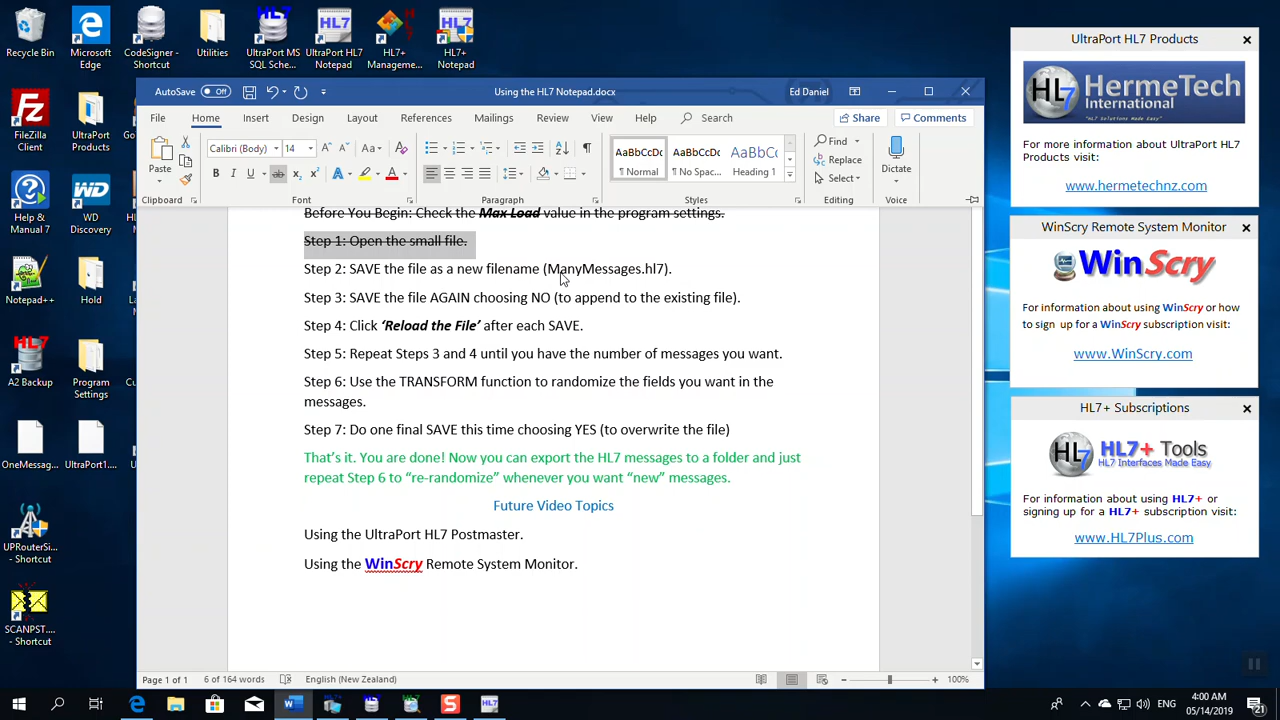 Recycle Bin
Microsoft Edge
CodeSigner - Shortcut
Utilities
UltraPort MS SQL Sche...
UltraPort HL7 Notepad
HL7+ Manageme...
HL7+ Notepad
FileZilla Client
UltraPort Products
Help & Manual 7
WD Discovery
Notepad++
A2 Backup
Program Settings
OneMessag...
UltraPort1....
UPRouterSi... - Shortcut
SCANPST.... - Shortcut
AutoSave Off
Using the HL7 Notepad.docx
Ed Daniel
File Home Insert Design Layout References Mailings Review View Help Search Share Comments
Paste
Calibri (Body) 14
AaBbCcDc AaBbCcDc AaBbCc
¶ Normal ¶ No Spac... Heading 1
Find
Replace
Select
Dictate
Clipboard Font Paragraph Styles Editing Voice
Before You Begin: Check the Max Load value in the program settings.
Step 1: Open the small file.
Step 2: SAVE the file as a new filename (ManyMessages.hl7).
Step 3: SAVE the file AGAIN choosing NO (to append to the existing file).
Step 4: Click ‘Reload the File’ after each SAVE.
Step 5: Repeat Steps 3 and 4 until you have the number of messages you want.
Step 6: Use the TRANSFORM function to randomize the fields you want in the
messages.
Step 7: Do one final SAVE this time choosing YES (to overwrite the file)
That’s it. You are done! Now you can export the HL7 messages to a folder and just
repeat Step 6 to “re-randomize” whenever you want “new” messages.
Future Video Topics
Using the UltraPort HL7 Postmaster.
Using the WinScry Remote System Monitor.
Page 1 of 1 6 of 164 words English (New Zealand) 100%
UltraPort HL7 Products
HL7 HermeTech
International
"HL7 Solutions Made Easy"
For more information about UltraPort HL7
Products visit:
www.hermetechnz.com
WinScry Remote System Monitor
WinScry
For information about using WinScry or how
to sign up for a WinScry subscription visit:
www.WinScry.com
HL7+ Subscriptions
HL7 HL7+ Tools
HL7 Interfaces Made Easy
For information about using HL7+ or
signing up for a HL7+ subscription visit:
www.HL7Plus.com
ENG
4:00 AM
05/14/2019
21